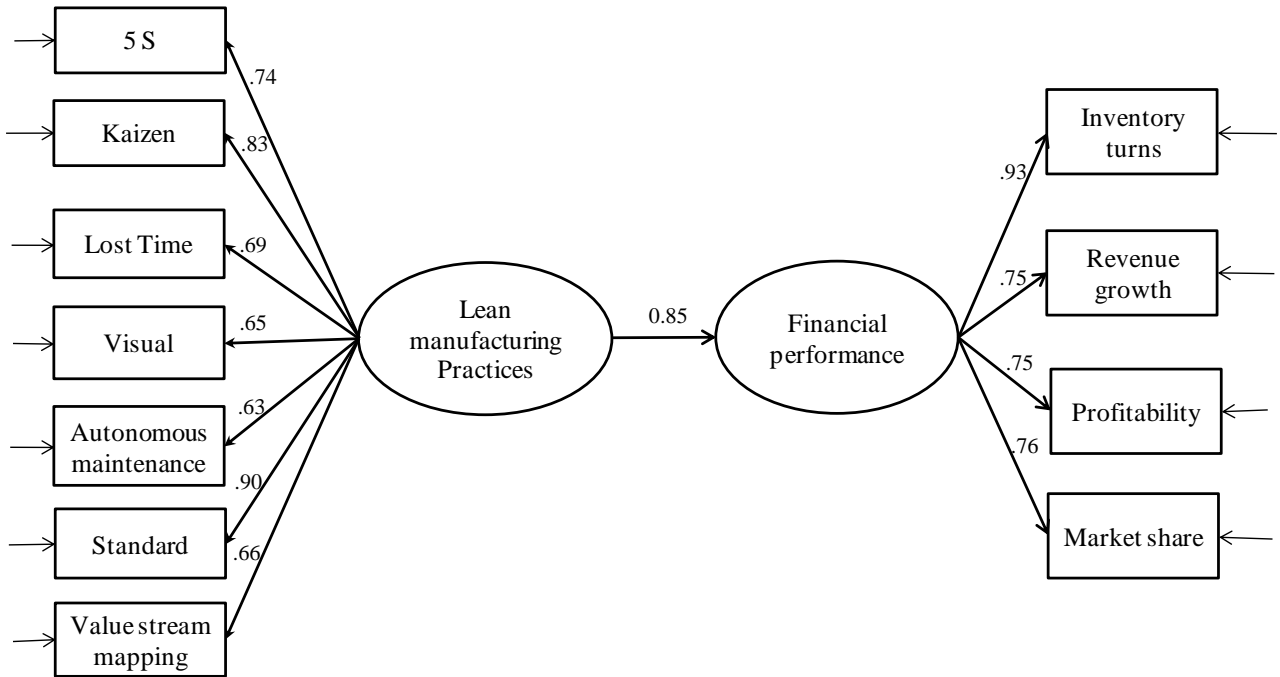 5 S
.74
Kaizen
.83
Lost Time
.69
Visual
.65
Autonomous
maintenance
.63
Standard
.90
Value stream
mapping
.66
Lean
manufacturing
Practices
0.85
Financial
performance
.93
Inventory
turns
.75
Revenue
growth
.75
Profitability
.76
Market share